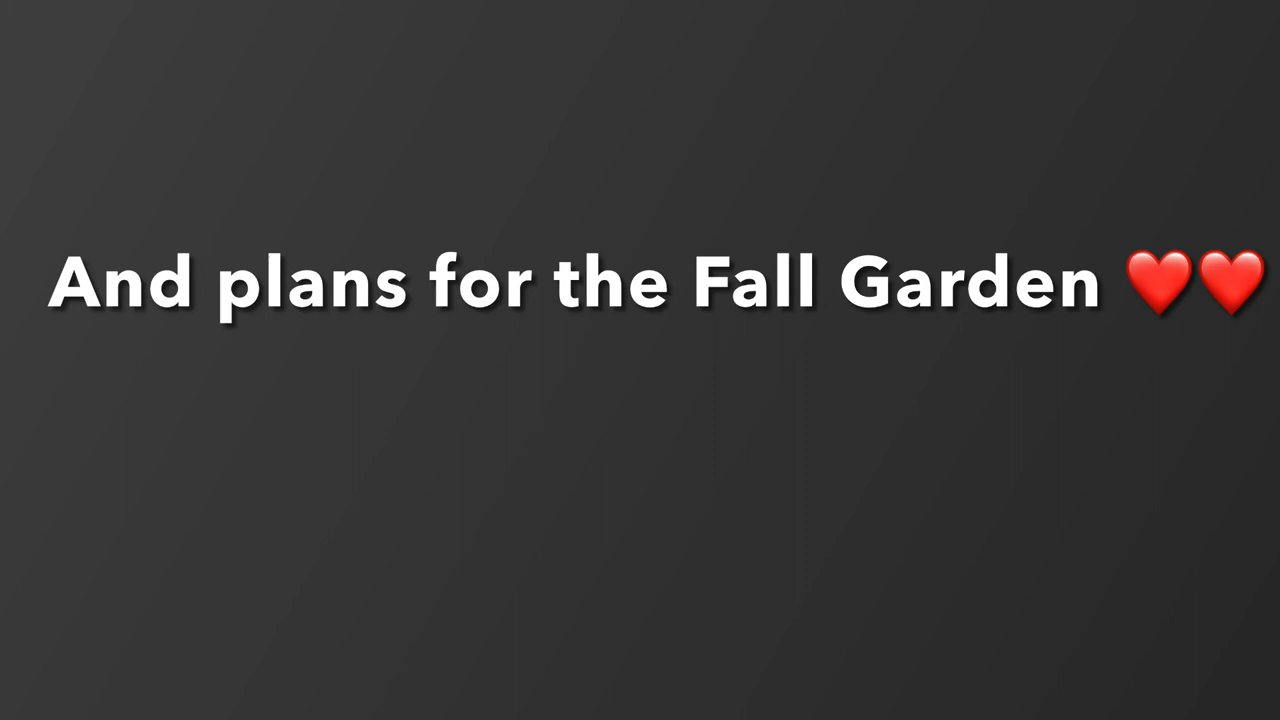 And plans for the Fall Garden ❤️❤️